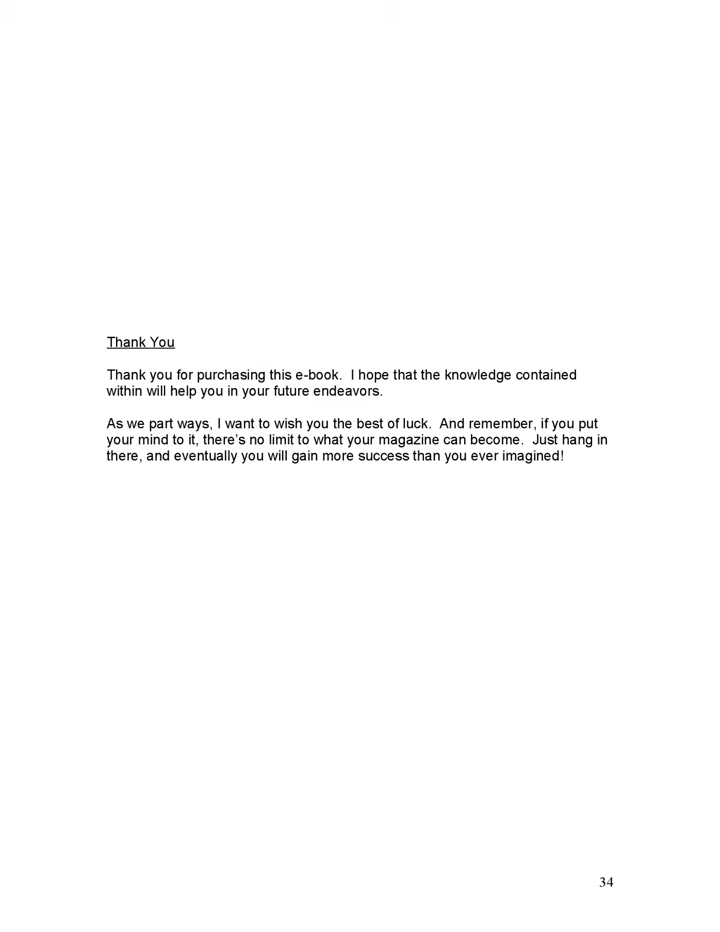 Thank You
Thank you for purchasing this e-book.  I hope that the knowledge contained
within will help you in your future endeavors.
As we part ways, I want to wish you the best of luck.  And remember, if you put
your mind to it, there's no limit to what your magazine can become.  Just hang in
there, and eventually you will gain more success than you ever imagined!
34